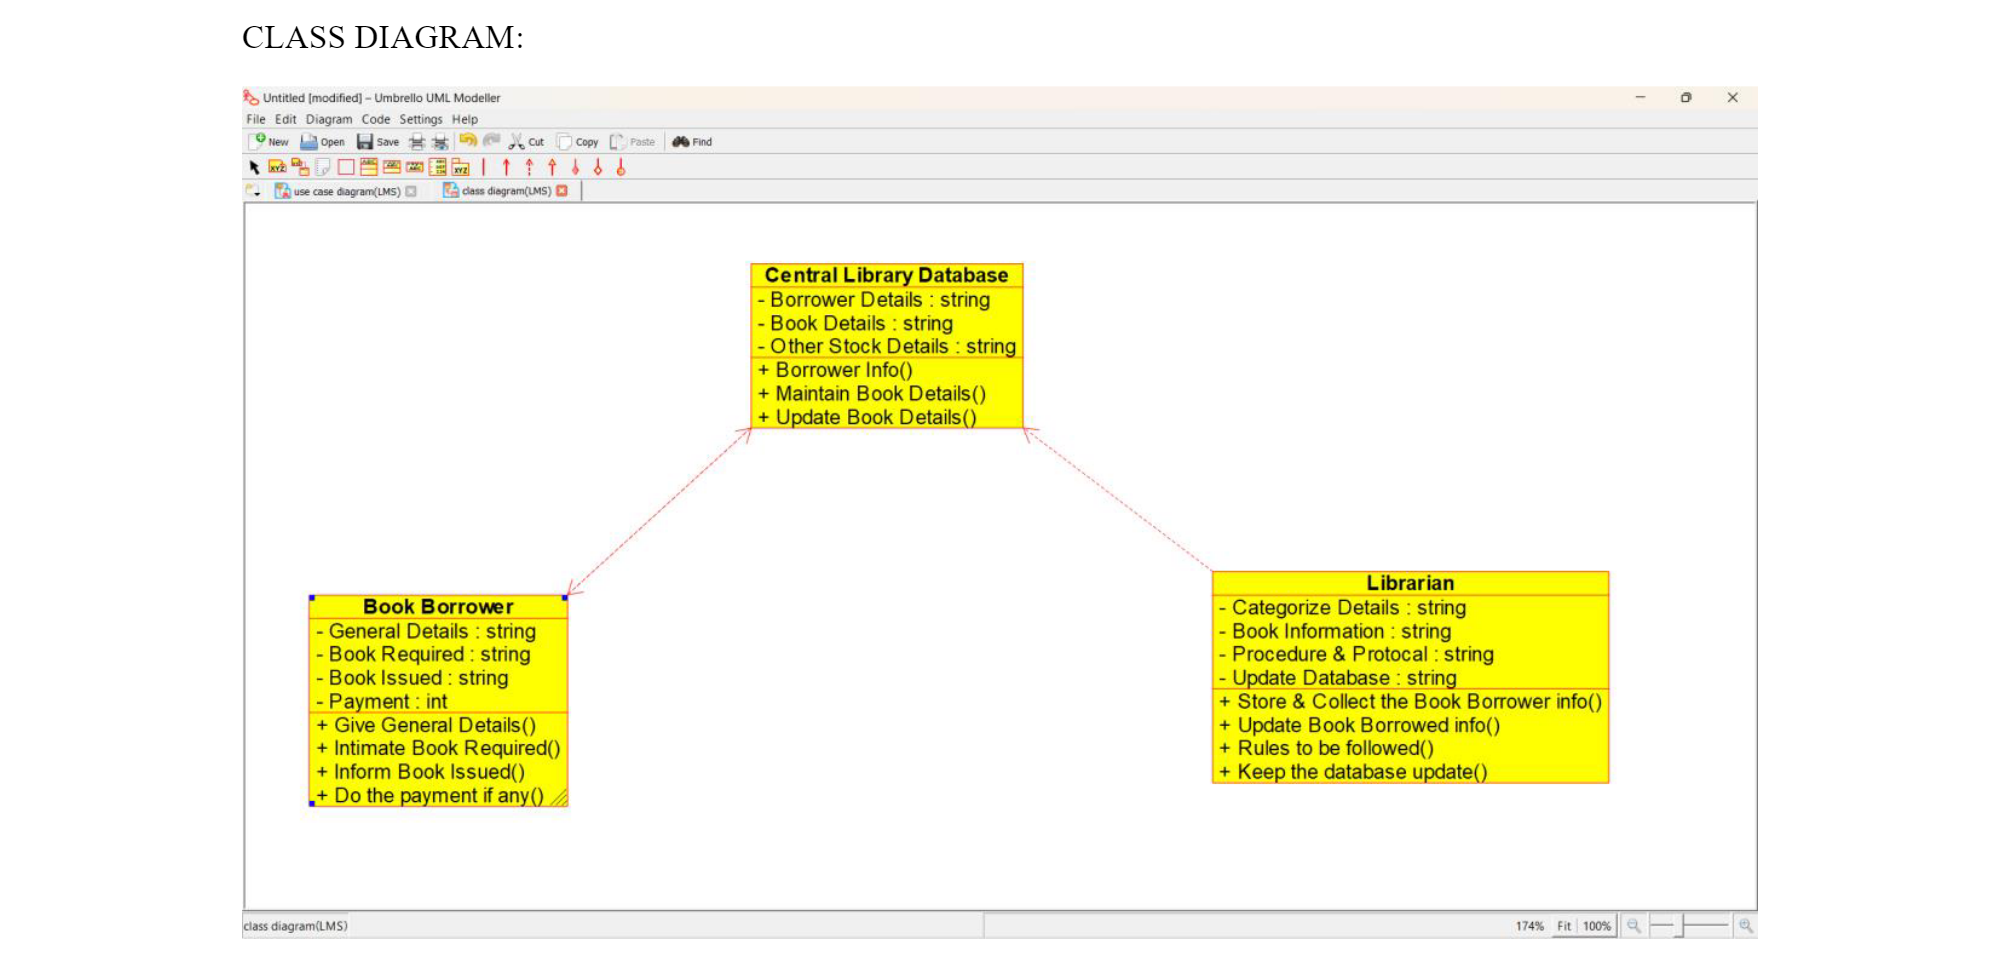 CLASS DIAGRAM:
Untitled [modified] – Umbrello UML Modeller
File Edit Diagram Code Settings Help
New Open Save Cut Copy Paste Find
use case diagram(LMS) class diagram(LMS)
Central Library Database
- Borrower Details : string
- Book Details : string
- Other Stock Details : string
+ Borrower Info()
+ Maintain Book Details()
+ Update Book Details()
Book Borrower
- General Details : string
- Book Required : string
- Book Issued : string
- Payment : int
+ Give General Details()
+ Intimate Book Required()
+ Inform Book Issued()
+ Do the payment if any()
Librarian
- Categorize Details : string
- Book Information : string
- Procedure & Protocal : string
- Update Database : string
+ Store & Collect the Book Borrower info()
+ Update Book Borrowed info()
+ Rules to be followed()
+ Keep the database update()
class diagram(LMS) 174% Fit 100%